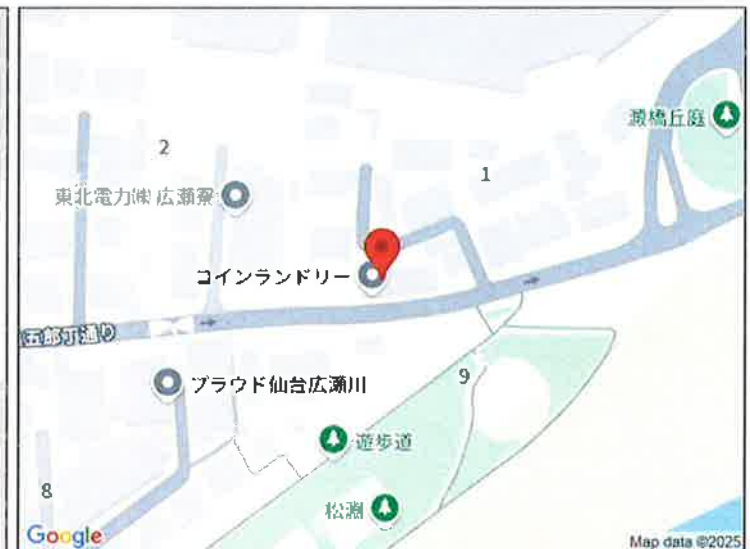 澱橋丘庭
2
1
東北電力㈱ 広瀬寮
コインランドリー
五郎丁通り
プラウド仙台広瀬川
9
遊歩道
8
松淵
Google
Map data ©2025